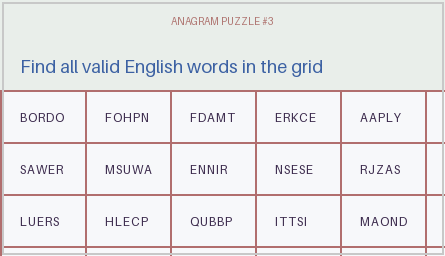 ANAGRAM PUZZLE #3
Find all valid English words in the grid
BORDO FOHPN FDAMT ERKCE AAPLY
SAWER MSUWA ENNIR NSESE RJZAS
LUERS HLECP QUBBP ITTSI MAOND